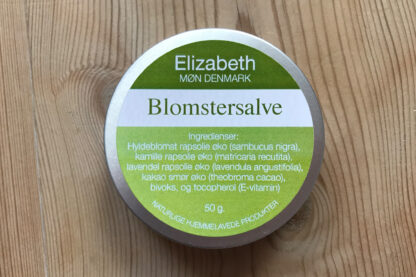 Elizabeth
MØN DENMARK
Blomstersalve
Ingredienser:
Hyldeblomst rapsolie øko (sambucus nigra),
kamille rapsolie øko (matricaria recutita),
lavendel rapsolie øko (lavendula angustifolia),
kakao smør øko (theobroma cacao),
bivoks, og tocopherol (E-vitamin)
50 g.
NATURLIGE HJEMMELAVEDE PRODUKTER